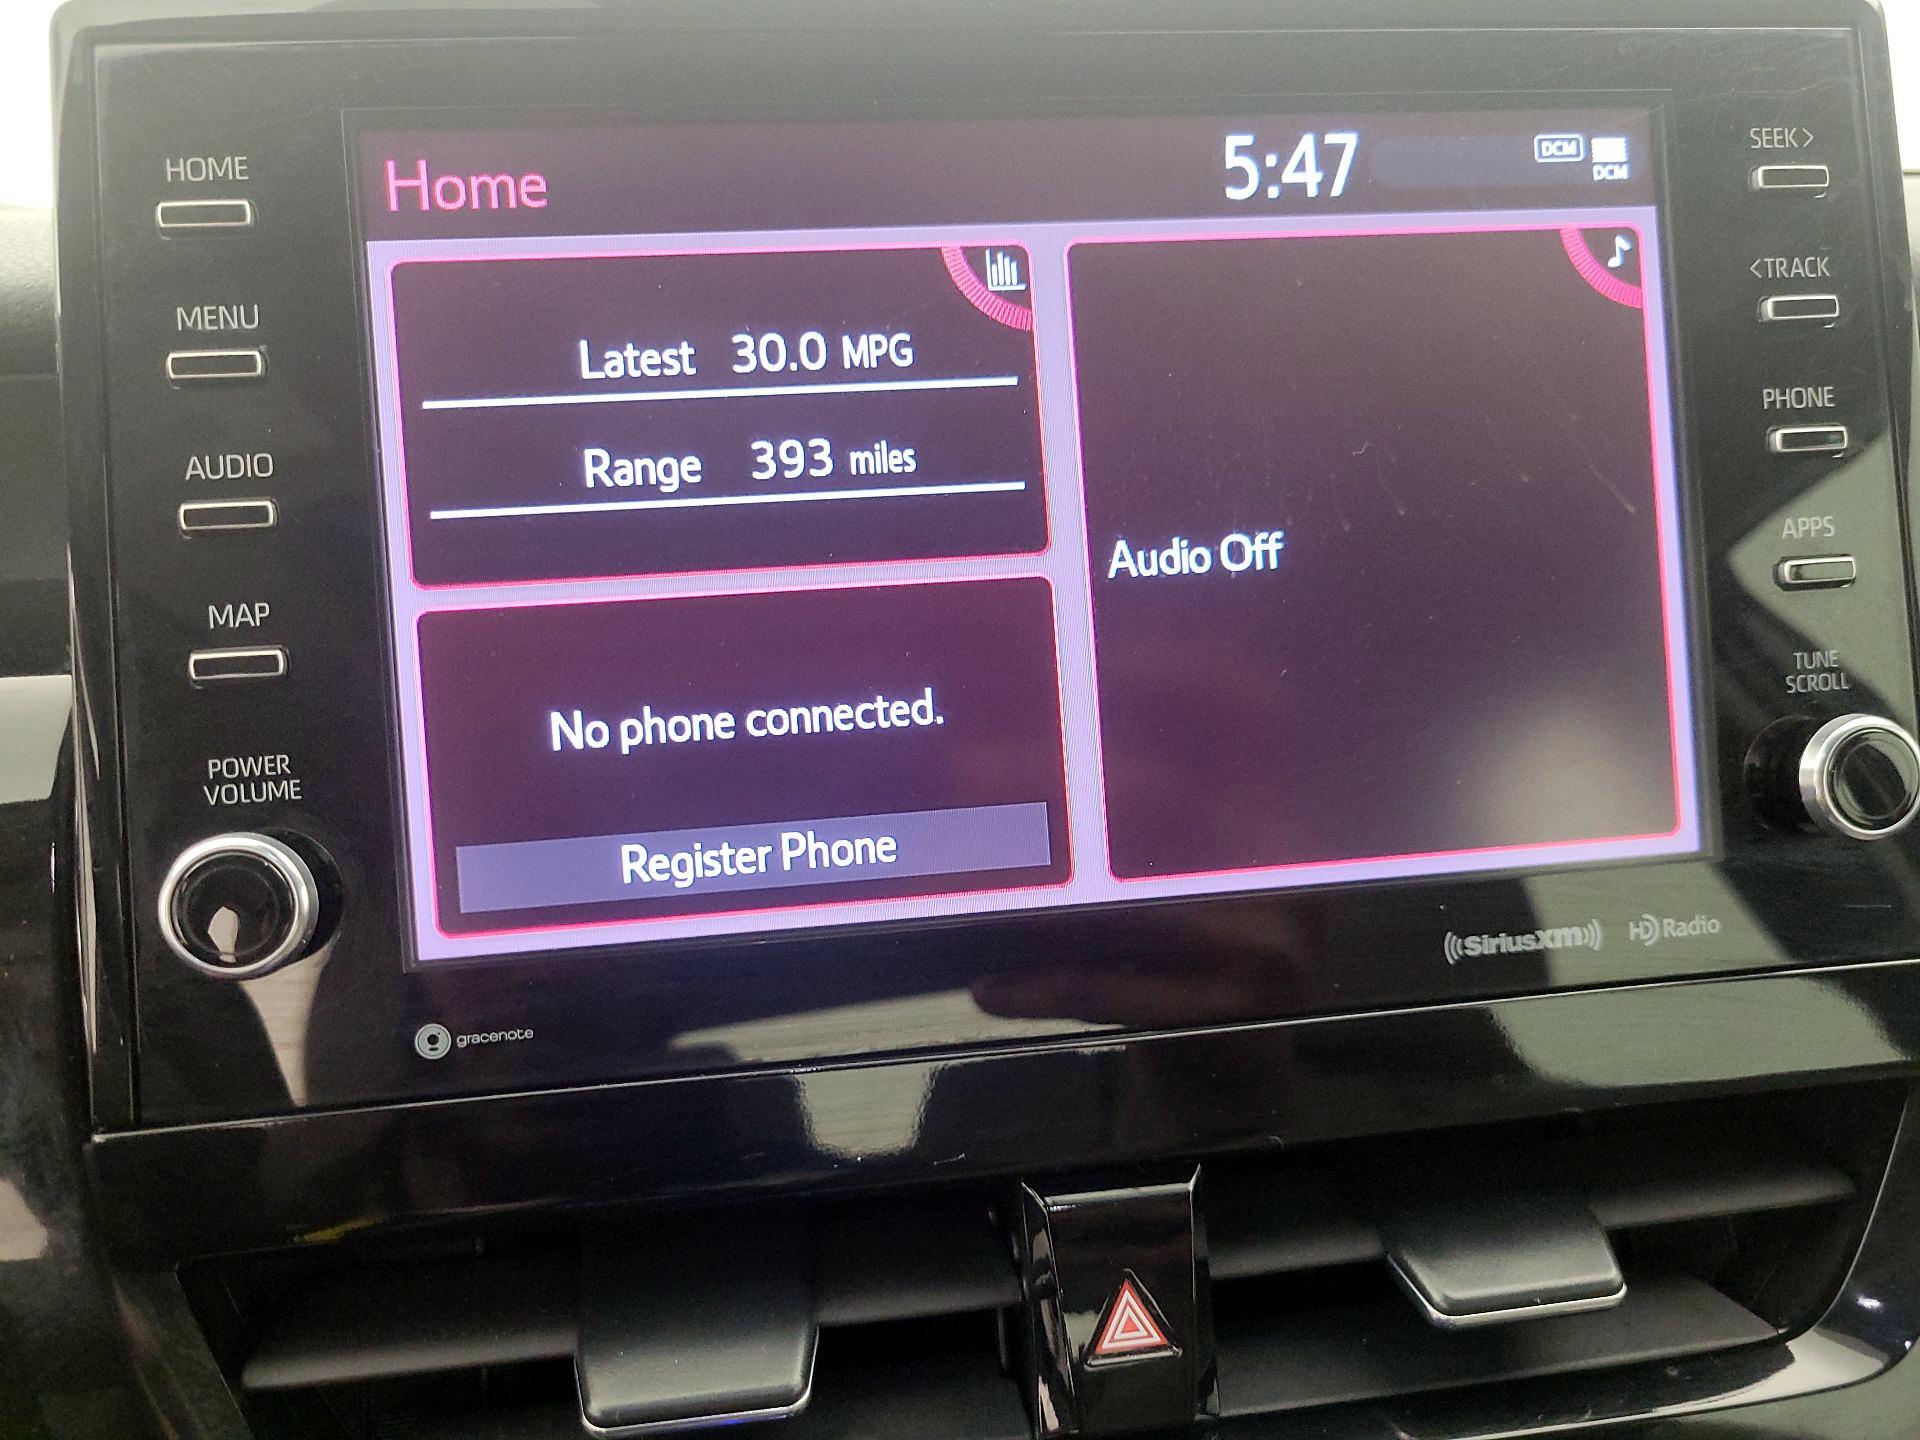 HOME
MENU
AUDIO
MAP
POWER
VOLUME
Home
5:47
DCM
DCM
Latest 30.0 MPG
Range 393 miles
No phone connected.
Register Phone
Audio Off
SEEK>
<TRACK
PHONE
APPS
TUNE
SCROLL
((SiriusXM))
HD Radio
gracenote